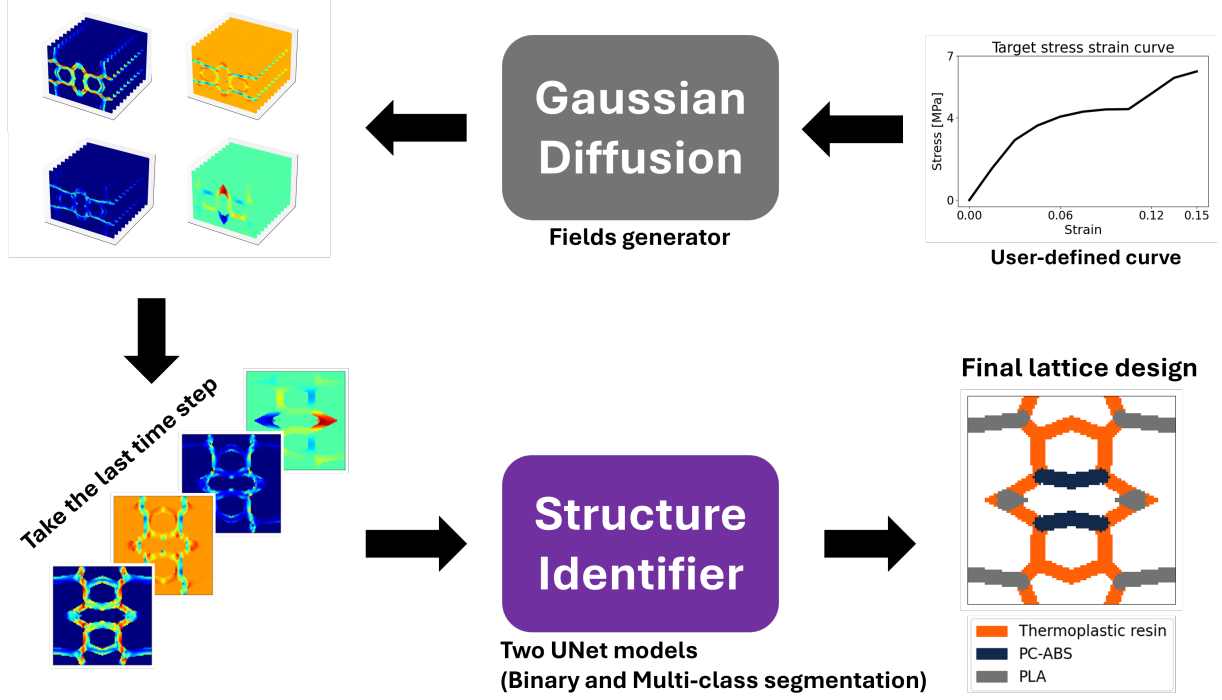 Gaussian
Diffusion
Fields generator
Target stress strain curve
7
4
0
Stress [MPa]
0.00
0.06
0.12
0.15
Strain
User-defined curve
Take the last time step
Structure
Identifier
Two UNet models
(Binary and Multi-class segmentation)
Final lattice design
Thermoplastic resin
PC-ABS
PLA